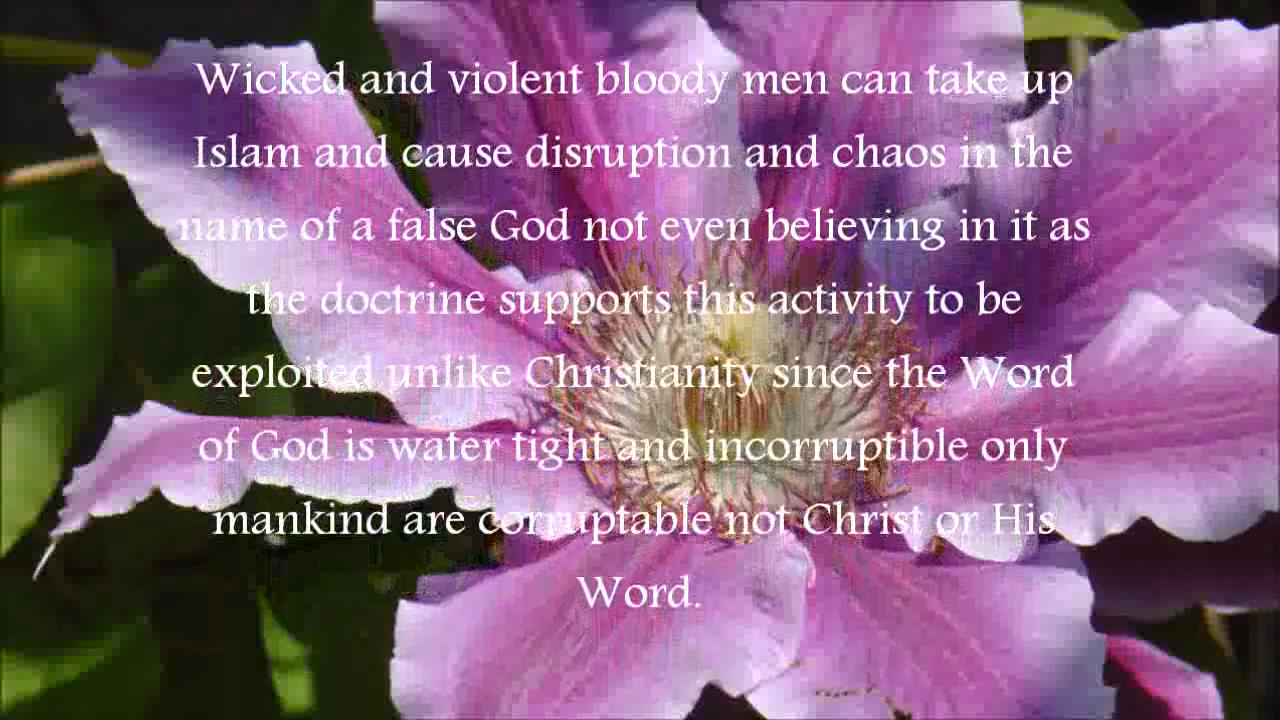 Wicked and violent bloody men can take up
Islam and cause disruption and chaos in the
name of a false God not even believing in it as
the doctrine supports this activity to be
exploited unlike Christianity since the Word
of God is water tight and incorruptible only
mankind are corruptable not Christ or His
Word.